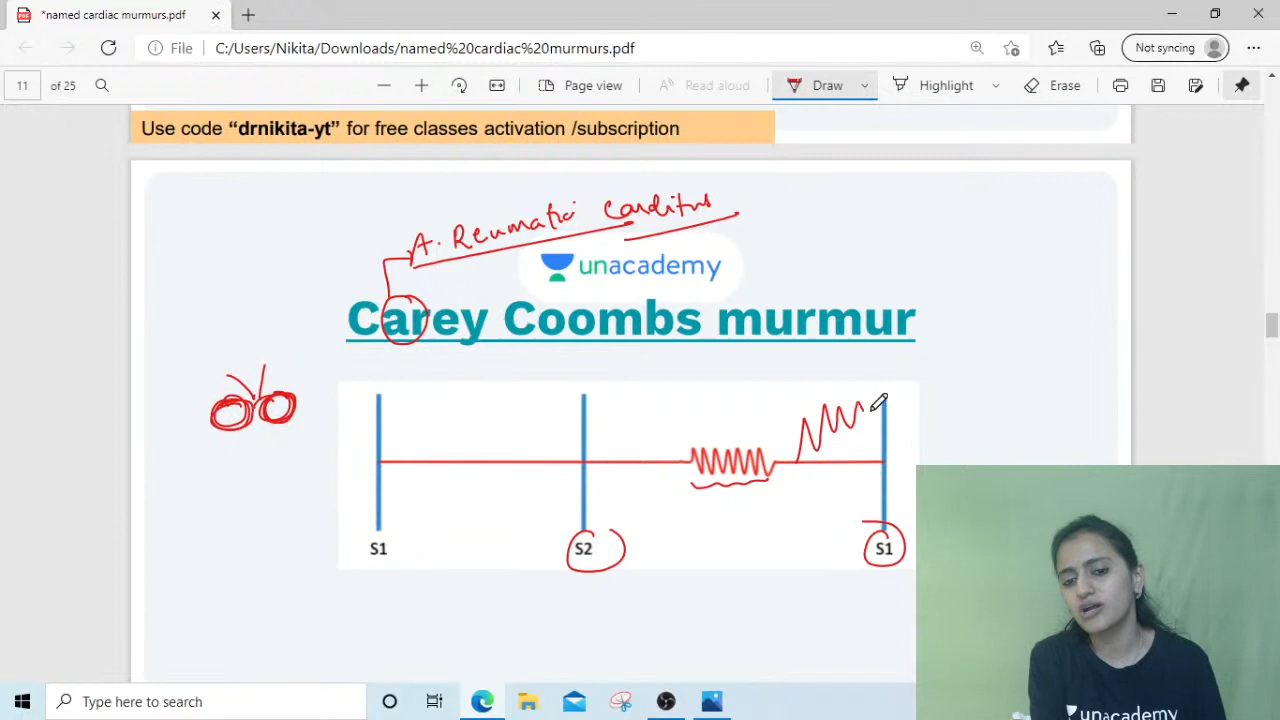 *named cardiac murmurs.pdf
File C:/Users/Nikita/Downloads/named%20cardiac%20murmurs.pdf Not syncing
11 of 25 Page view Read aloud Draw Highlight Erase
Use code “drnikita-yt” for free classes activation /subscription
A. Reumatic Carditis
unacademy
Carey Coombs murmur
S1 S2 S1
unacademy
Type here to search